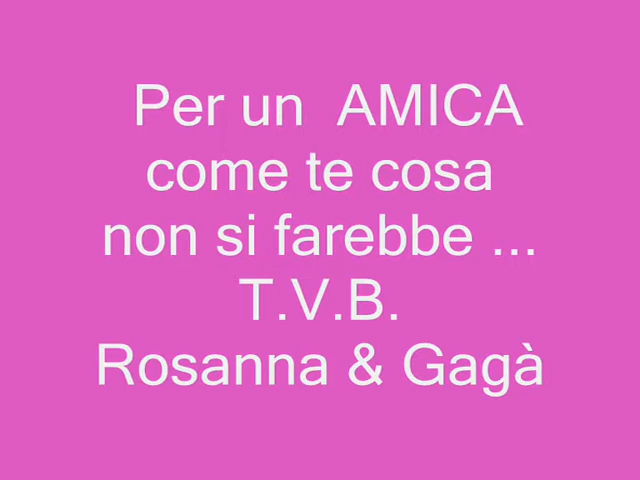 Per un  AMICA
come te cosa
non si farebbe ...
T.V.B.
Rosanna & Gagà